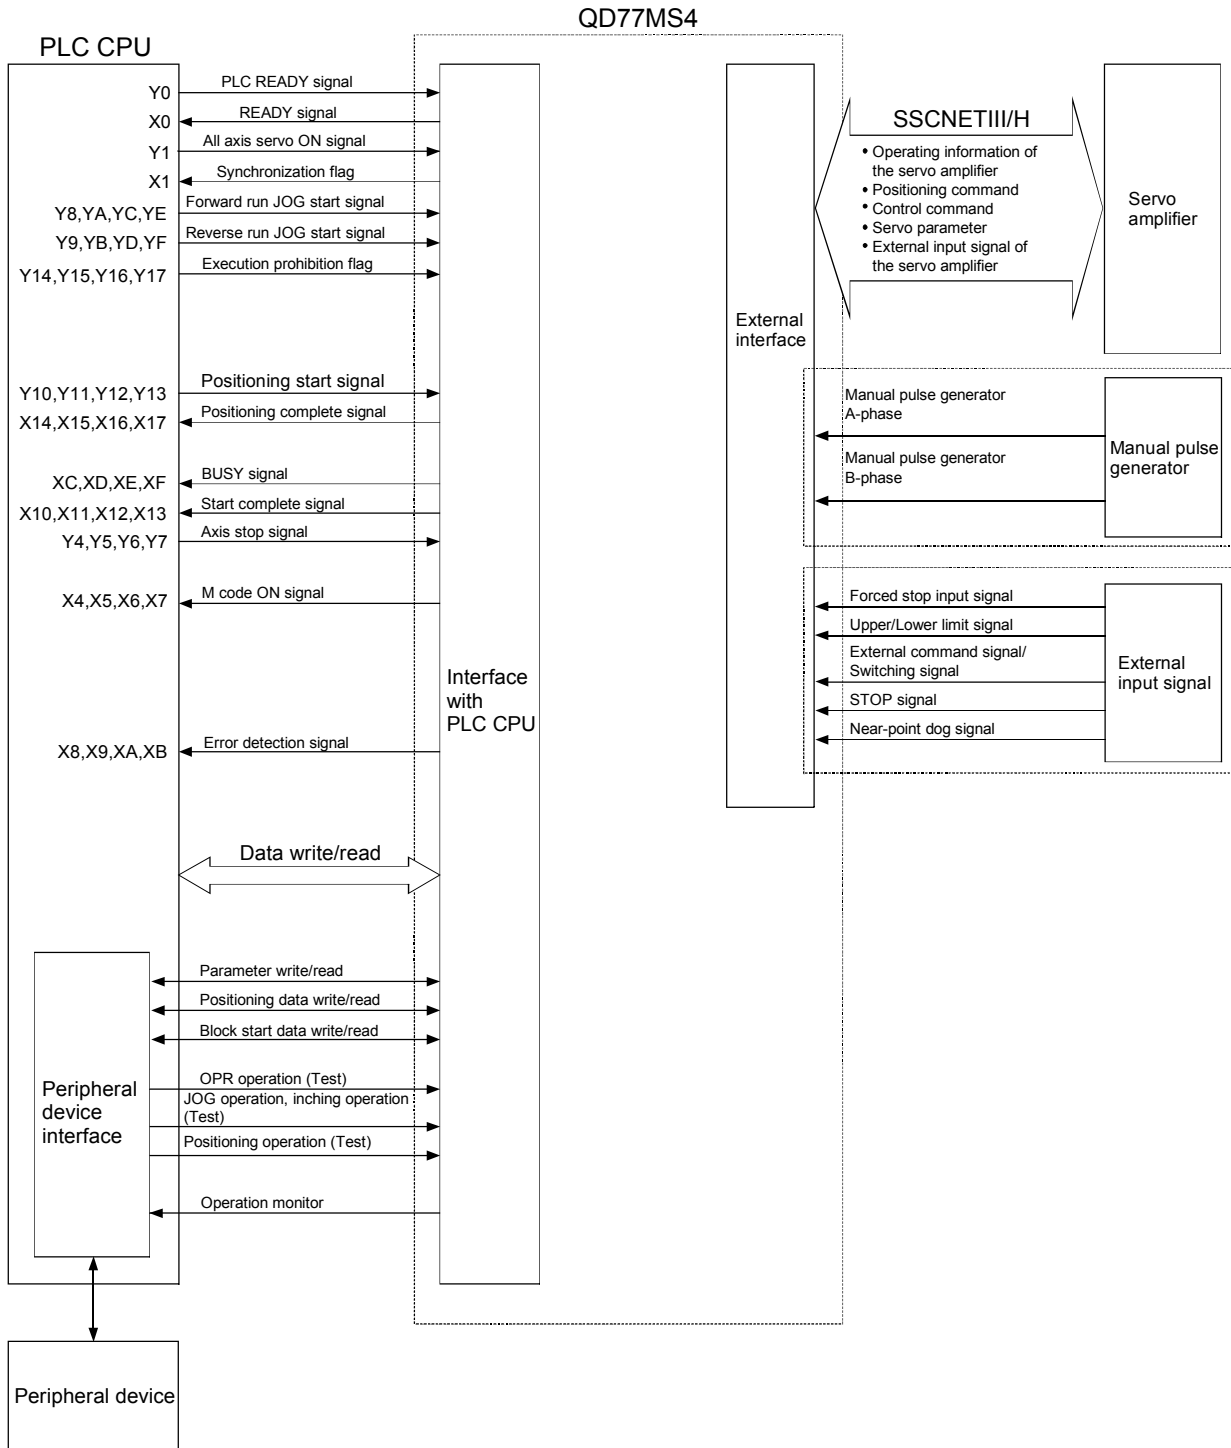 QD77MS4
PLC CPU
Y0
PLC READY signal
X0
READY signal
Y1
All axis servo ON signal
X1
Synchronization flag
Y8,YA,YC,YE
Forward run JOG start signal
Y9,YB,YD,YF
Reverse run JOG start signal
Y14,Y15,Y16,Y17
Execution prohibition flag
Y10,Y11,Y12,Y13
Positioning start signal
X14,X15,X16,X17
Positioning complete signal
XC,XD,XE,XF
BUSY signal
X10,X11,X12,X13
Start complete signal
Y4,Y5,Y6,Y7
Axis stop signal
X4,X5,X6,X7
M code ON signal
X8,X9,XA,XB
Error detection signal
Data write/read
Interface
with
PLC CPU
Parameter write/read
Positioning data write/read
Block start data write/read
OPR operation (Test)
JOG operation, inching operation
(Test)
Positioning operation (Test)
Operation monitor
Peripheral
device
interface
Peripheral device
External
interface
SSCNETIII/H
• Operating information of
the servo amplifier
• Positioning command
• Control command
• Servo parameter
• External input signal of
the servo amplifier
Servo
amplifier
Manual pulse generator
A-phase
Manual pulse generator
B-phase
Manual pulse
generator
Forced stop input signal
Upper/Lower limit signal
External command signal/
Switching signal
STOP signal
Near-point dog signal
External
input signal